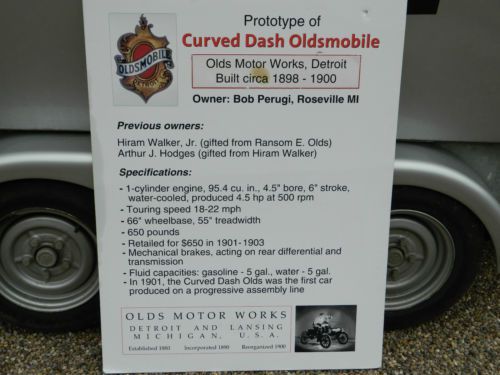 Prototype of
Curved Dash Oldsmobile
OLDSMOBILE
DETROIT
Olds Motor Works, Detroit
Built circa 1898 - 1900
Owner: Bob Perugi, Roseville MI
Previous owners:
Hiram Walker, Jr. (gifted from Ransom E. Olds)
Arthur J. Hodges (gifted from Hiram Walker)
Specifications:
- 1-cylinder engine, 95.4 cu. in., 4.5" bore, 6" stroke,
water-cooled, produced 4.5 hp at 500 rpm
- Touring speed 18-22 mph
- 66" wheelbase, 55" treadwidth
- 650 pounds
- Retailed for $650 in 1901-1903
- Mechanical brakes, acting on rear differential and
transmission
- Fluid capacities: gasoline - 5 gal., water - 5 gal.
- In 1901, the Curved Dash Olds was the first car
produced on a progressive assembly line
OLDS MOTOR WORKS
DETROIT AND LANSING
MICHIGAN, U.S.A.
Established 1880 Incorporated 1890 Reorganized 1900